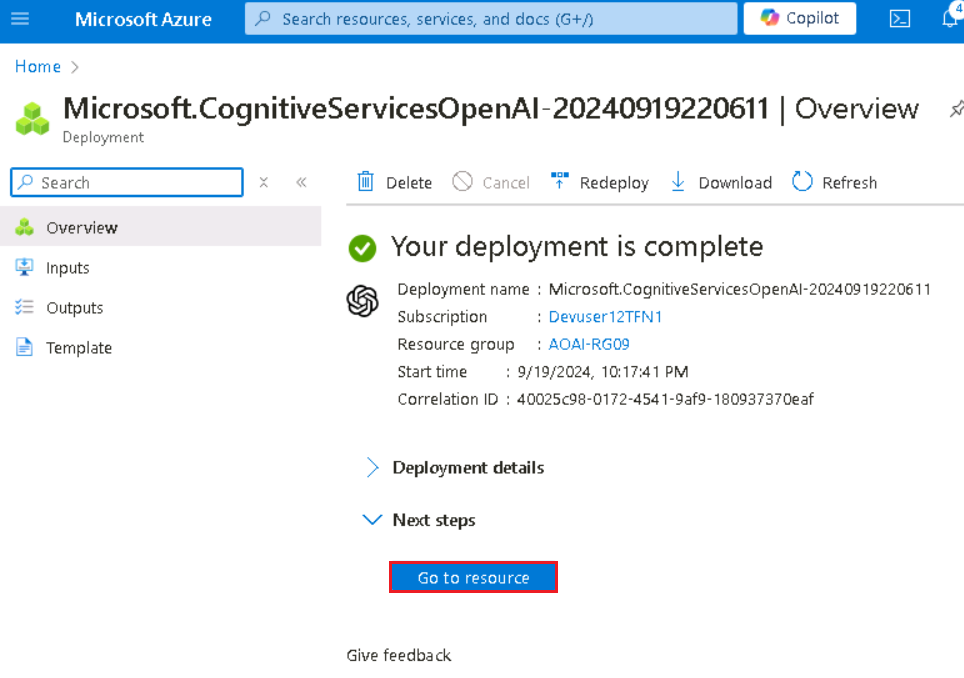 Microsoft Azure
Search resources, services, and docs (G+/)
Copilot
4
Home
Microsoft.CognitiveServicesOpenAI-20240919220611 | Overview
Deployment
Search
Delete
Cancel
Redeploy
Download
Refresh
Overview
Inputs
Outputs
Template
Your deployment is complete
Deployment name : Microsoft.CognitiveServicesOpenAI-20240919220611
Subscription : Devuser12TFN1
Resource group : AOAI-RG09
Start time : 9/19/2024, 10:17:41 PM
Correlation ID : 40025c98-0172-4541-9af9-180937370eaf
Deployment details
Next steps
Go to resource
Give feedback